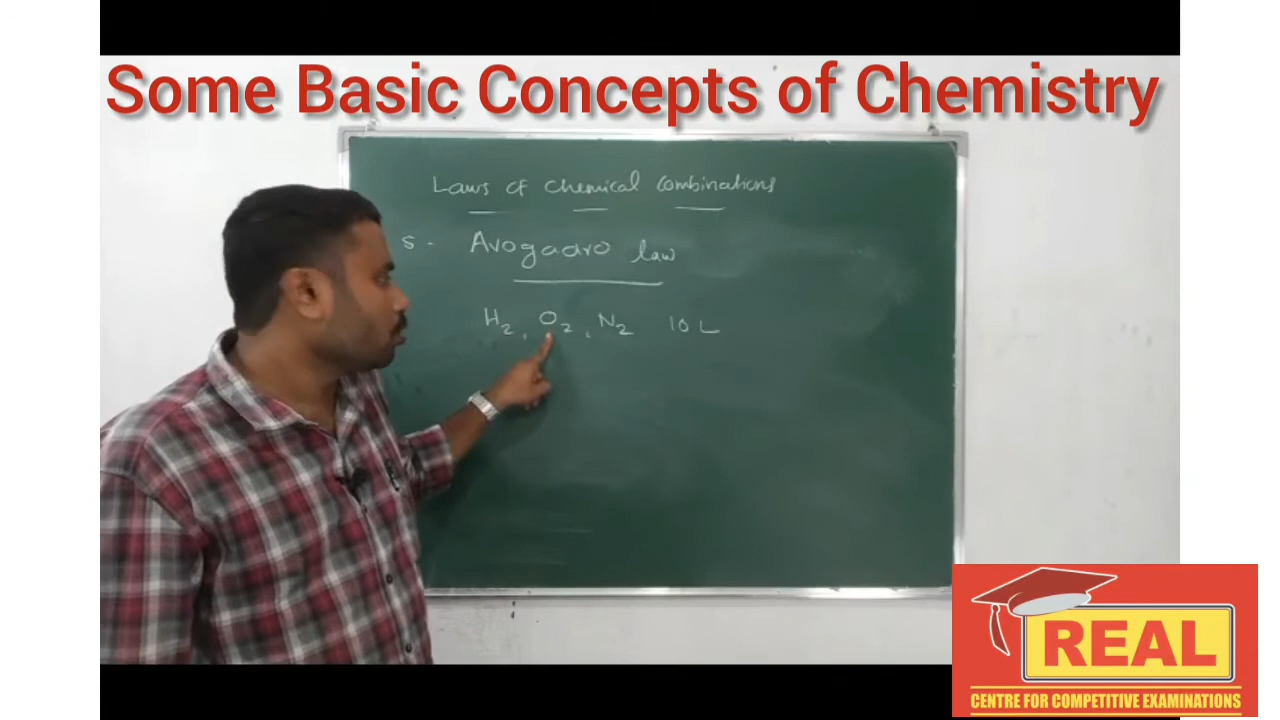 Some Basic Concepts of Chemistry
Laws of Chemical Combinations
5 - Avogadro law
H₂, O₂, N₂ 10 L
REAL
CENTRE FOR COMPETITIVE EXAMINATIONS